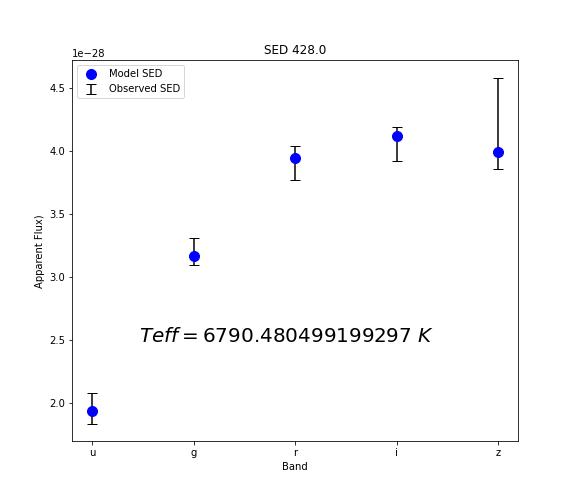 SED 428.0
1e−28
Model SED
Observed SED
4.5
4.0
3.5
3.0
2.5
2.0
Apparent Flux)
Teff = 6790.480499199297 K
u g r i z
Band